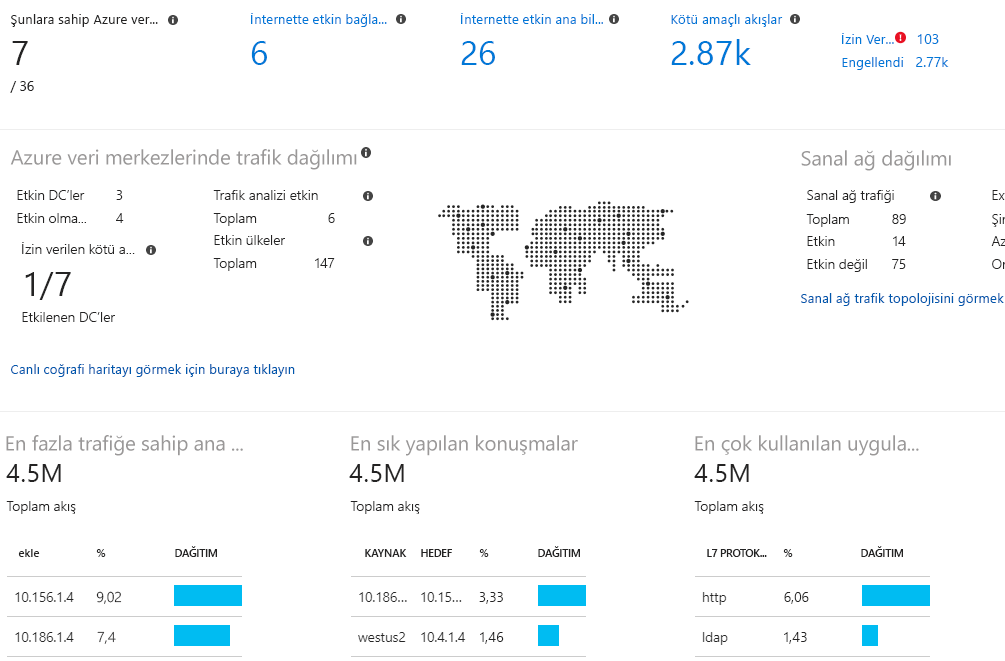 Şunlara sahip Azure ver...
7
/ 36
İnternette etkin bağla...
6
İnternette etkin ana bil...
26
Kötü amaçlı akışlar
2.87k
İzin Ver... 103
Engellendi 2.77k
Azure veri merkezlerinde trafik dağılımı
Etkin DC'ler 3
Etkin olma... 4
İzin verilen kötü a...
1/7
Etkilenen DC'ler
Trafik analizi etkin
Toplam 6
Etkin ülkeler
Toplam 147
Canlı coğrafi haritayı görmek için buraya tıklayın
Sanal ağ dağılımı
Sanal ağ trafiği
Toplam 89
Etkin 14
Etkin değil 75
Ex
Şir
Az
Or
Sanal ağ trafik topolojisini görmek
En fazla trafiğe sahip ana ...
4.5M
Toplam akış
ekle % DAĞITIM
10.156.1.4 9,02
10.186.1.4 7,4
En sık yapılan konuşmalar
4.5M
Toplam akış
KAYNAK HEDEF % DAĞITIM
10.186... 10.15... 3,33
westus2 10.4.1.4 1,46
En çok kullanılan uygula...
4.5M
Toplam akış
L7 PROTOK... % DAĞITIM
http 6,06
ldap 1,43